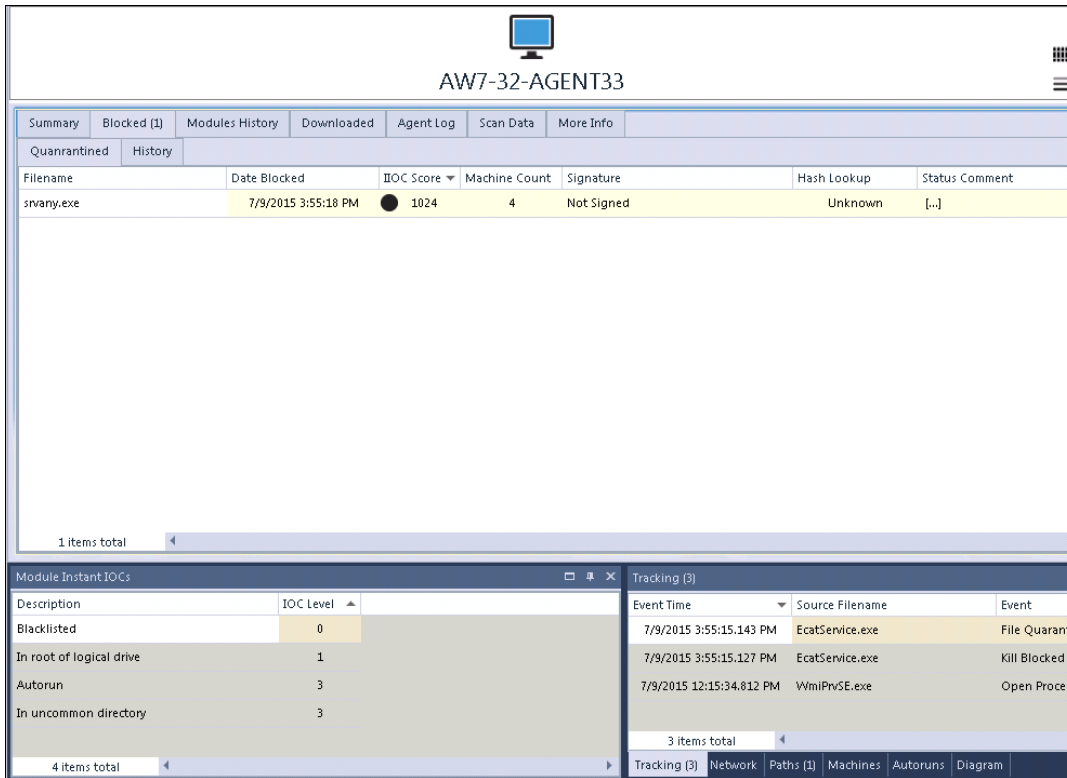 AW7-32-AGENT33
Summary Blocked (1) Modules History Downloaded Agent Log Scan Data More Info
Quanrantined History
Filename Date Blocked IIOC Score Machine Count Signature Hash Lookup Status Comment
srvany.exe 7/9/2015 3:55:18 PM 1024 4 Not Signed Unknown [...]
1 items total
Module Instant IOCs
Description IOC Level
Blacklisted 0
In root of logical drive 1
Autorun 3
In uncommon directory 3
4 items total
Tracking (3)
Event Time Source Filename Event
7/9/2015 3:55:15.143 PM EcatService.exe File Quaran
7/9/2015 3:55:15.127 PM EcatService.exe Kill Blocked
7/9/2015 12:15:34.812 PM WmiPrvSE.exe Open Proce
3 items total
Tracking (3) Network Paths (1) Machines Autoruns Diagram